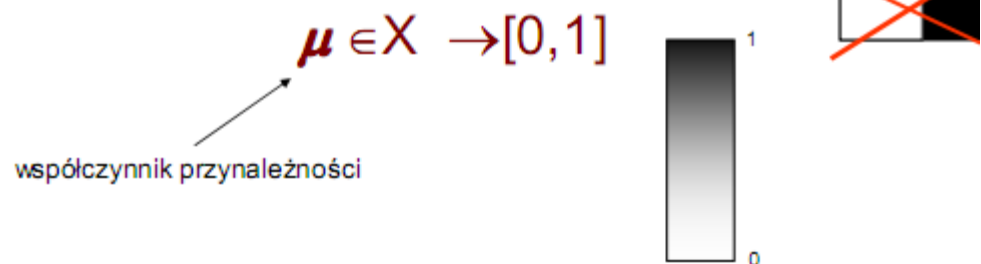 μ ∈X →[0,1]
1
współczynnik przynależności
0